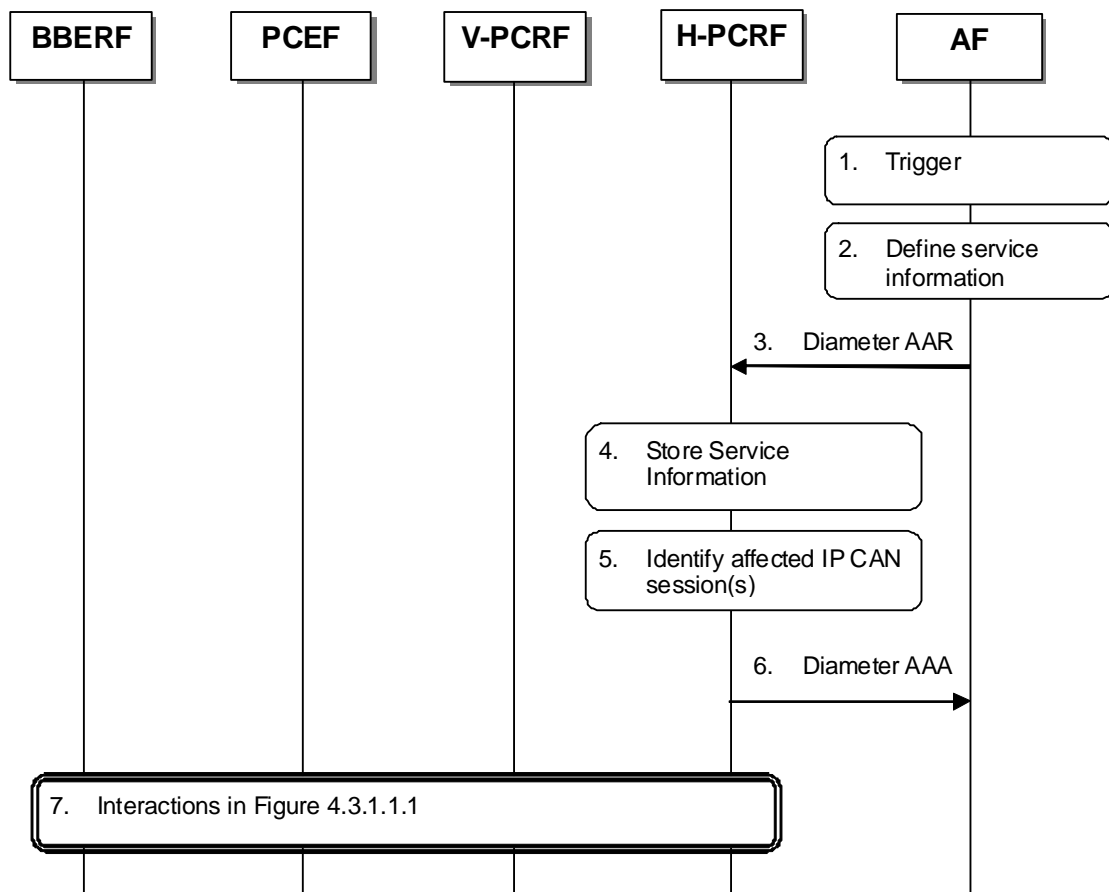 BBERF
PCEF
V-PCRF
H-PCRF
AF
1. Trigger
2. Define service
information
3. Diameter AAR
4. Store Service
Information
5. Identify affected IP CAN
session(s)
6. Diameter AAA
7. Interactions in Figure 4.3.1.1.1